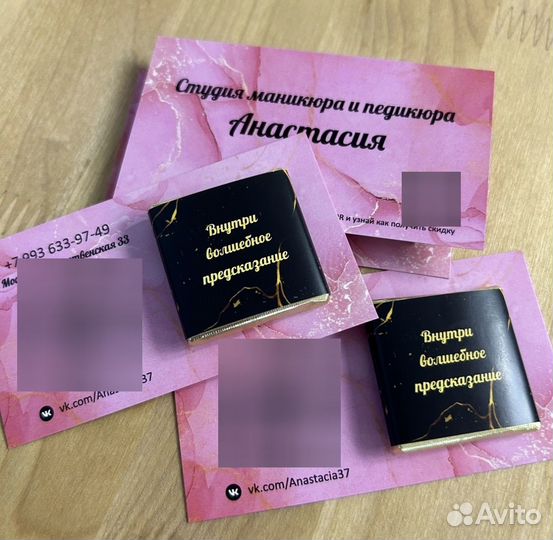 Студия маникюра и педикюра
Анастасия
и узнай как получить скидку
+7 993 633-97-49
33
vk.com/Anastacia37
Внутри
волшебное
предсказание
Внутри
волшебное
предсказание
vk.com/Anastacia37
Avito